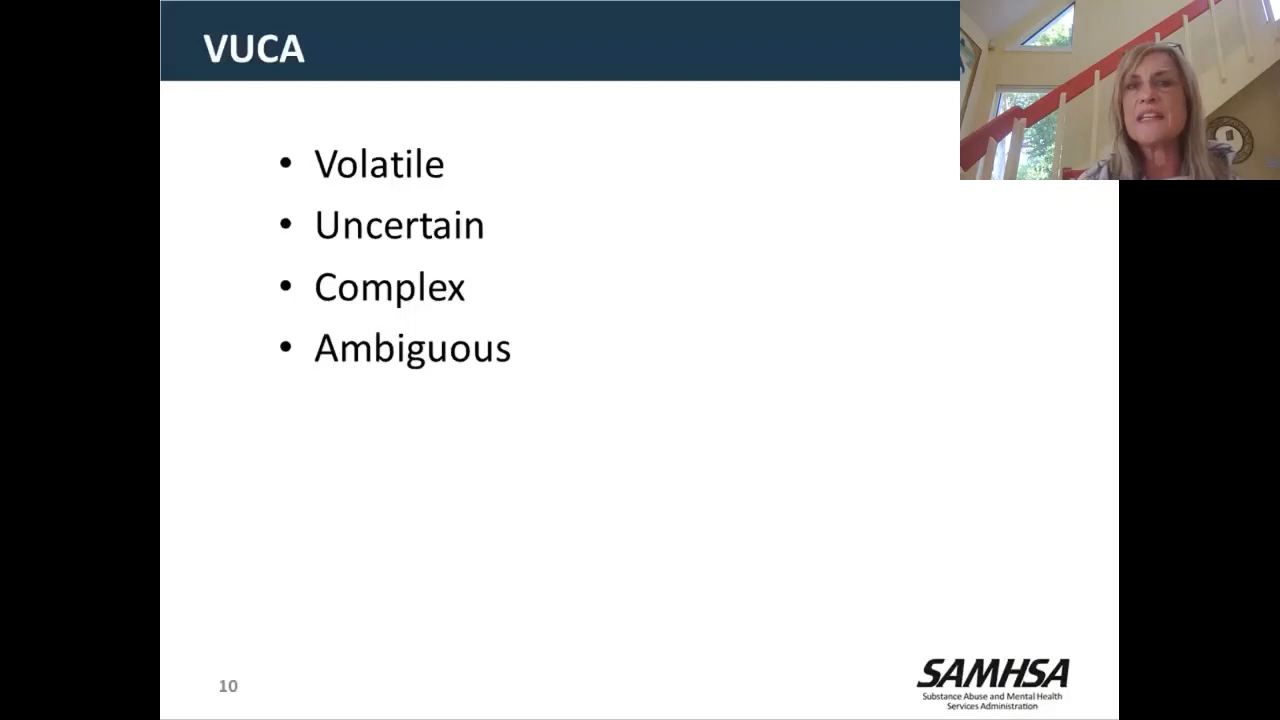 VUCA
• Volatile
• Uncertain
• Complex
• Ambiguous
10
SAMHSA
Substance Abuse and Mental Health
Services Administration